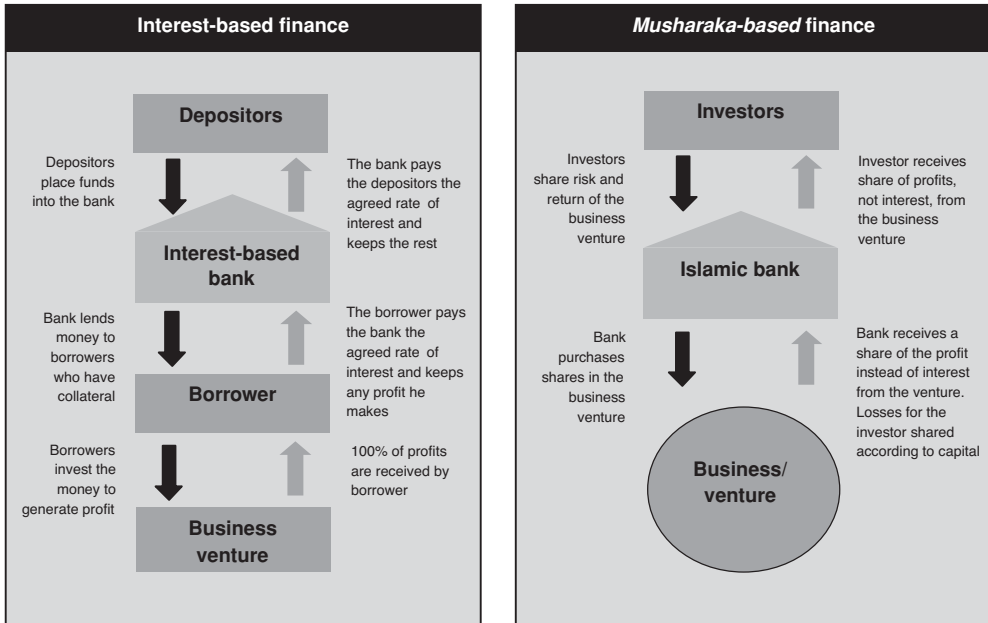 Interest-based finance
Depositors
Depositors
place funds
into the bank
The bank pays
the depositors the
agreed rate of
interest and
keeps the rest
Interest-based
bank
Bank lends
money to
borrowers
who have
collateral
The borrower pays
the bank the
agreed rate of
interest and keeps
any profit he
makes
Borrower
Borrowers
invest the
money to
generate profit
100% of profits
are received by
borrower
Business
venture
Musharaka-based finance
Investors
Investors
share risk and
return of the
business
venture
Investor receives
share of profits,
not interest, from
the business
venture
Islamic bank
Bank
purchases
shares in the
business
venture
Bank receives a
share of the profit
instead of interest
from the venture.
Losses for the
investor shared
according to capital
Business/
venture